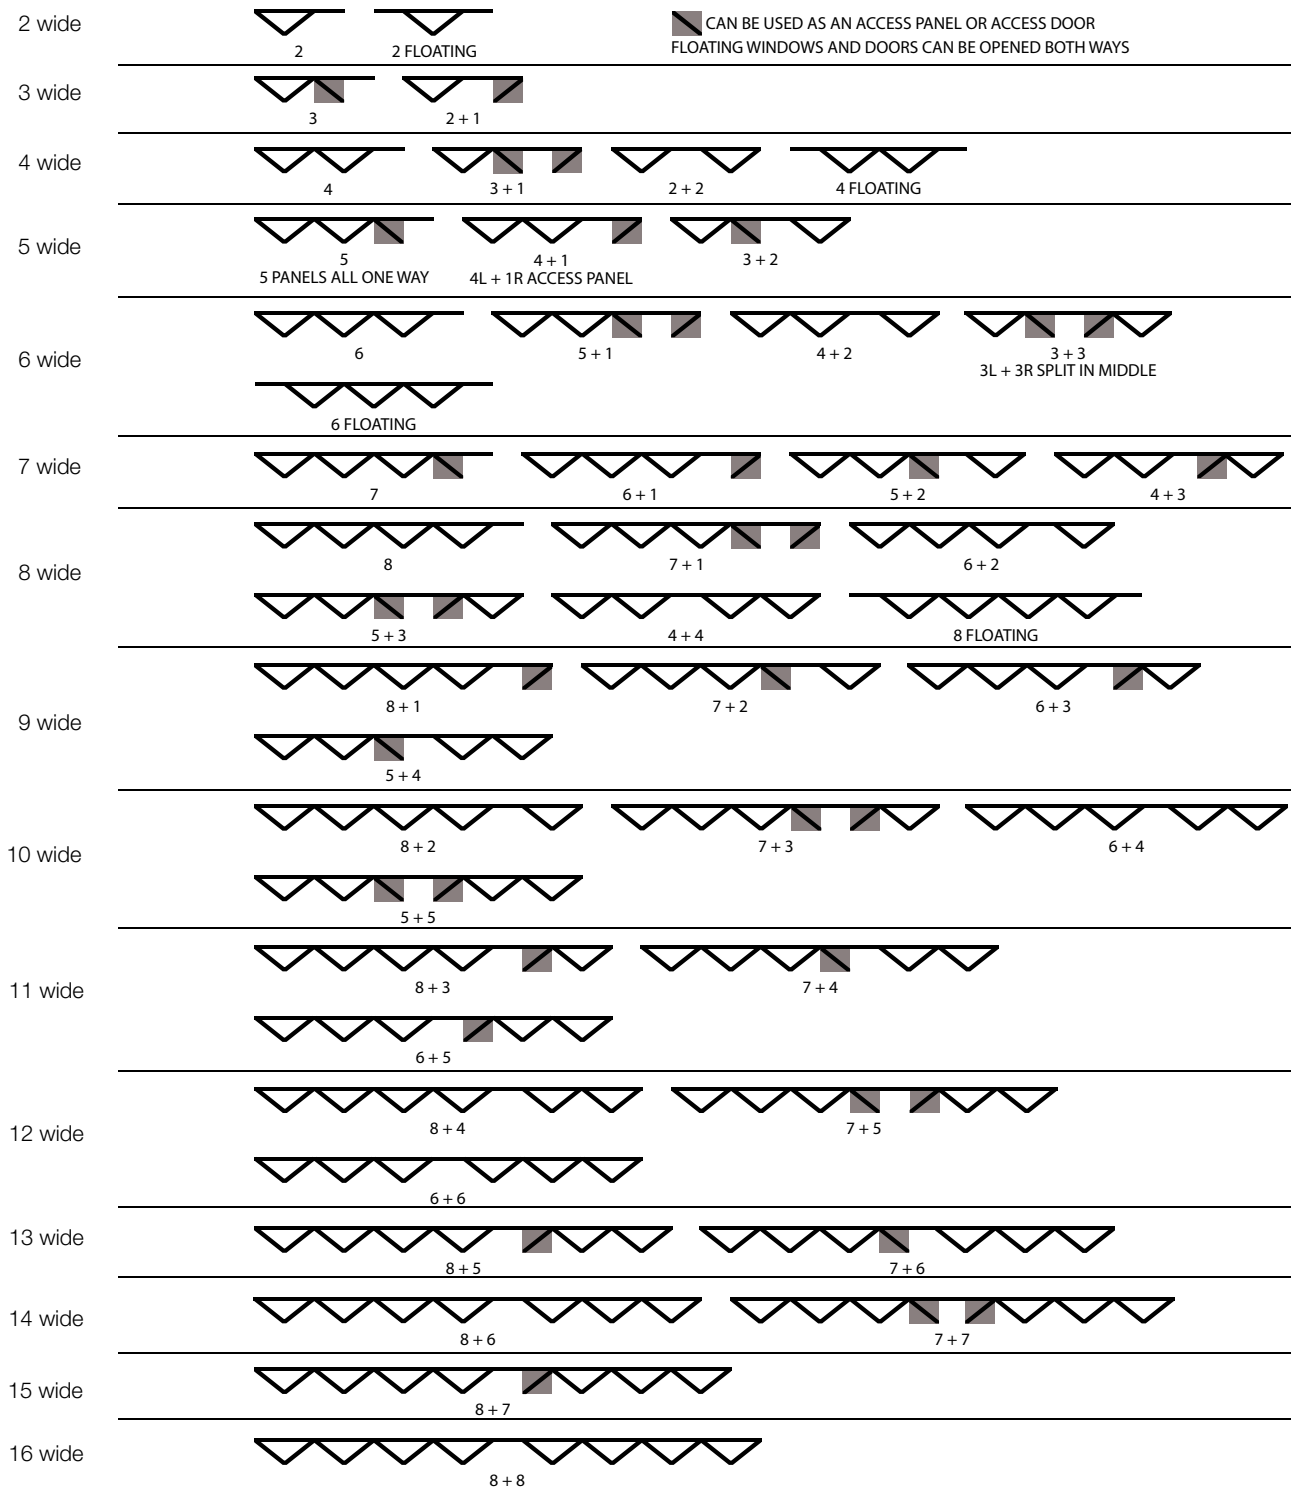 2 wide
2
2 FLOATING
CAN BE USED AS AN ACCESS PANEL OR ACCESS DOOR
FLOATING WINDOWS AND DOORS CAN BE OPENED BOTH WAYS
3 wide
3
2 + 1
4 wide
4
3 + 1
2 + 2
4 FLOATING
5 wide
5
5 PANELS ALL ONE WAY
4 + 1
4L + 1R ACCESS PANEL
3 + 2
6 wide
6
5 + 1
4 + 2
3 + 3
3L + 3R SPLIT IN MIDDLE
6 FLOATING
7 wide
7
6 + 1
5 + 2
4 + 3
8 wide
8
7 + 1
6 + 2
5 + 3
4 + 4
8 FLOATING
9 wide
8 + 1
7 + 2
6 + 3
5 + 4
10 wide
8 + 2
7 + 3
6 + 4
5 + 5
11 wide
8 + 3
7 + 4
6 + 5
12 wide
8 + 4
7 + 5
6 + 6
13 wide
8 + 5
7 + 6
14 wide
8 + 6
7 + 7
15 wide
8 + 7
16 wide
8 + 8